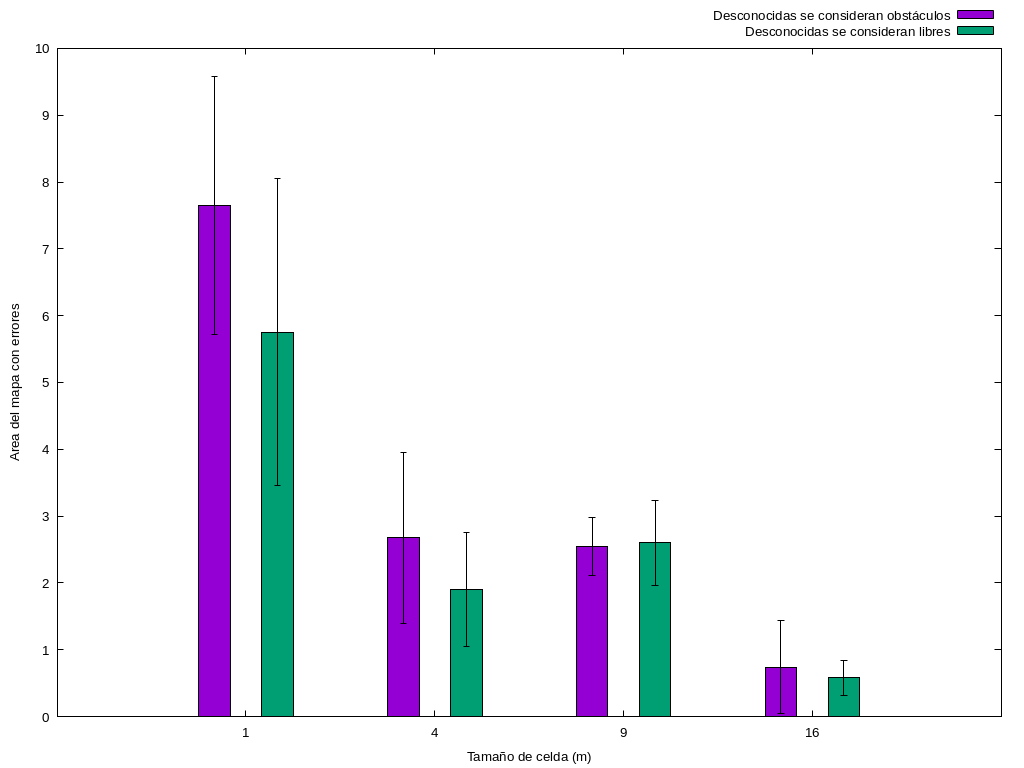 Desconocidas se consideran obstáculos
Desconocidas se consideran libres
10
9
8
7
6
5
4
3
2
1
0
Area del mapa con errores
1 4 9 16
Tamaño de celda (m)